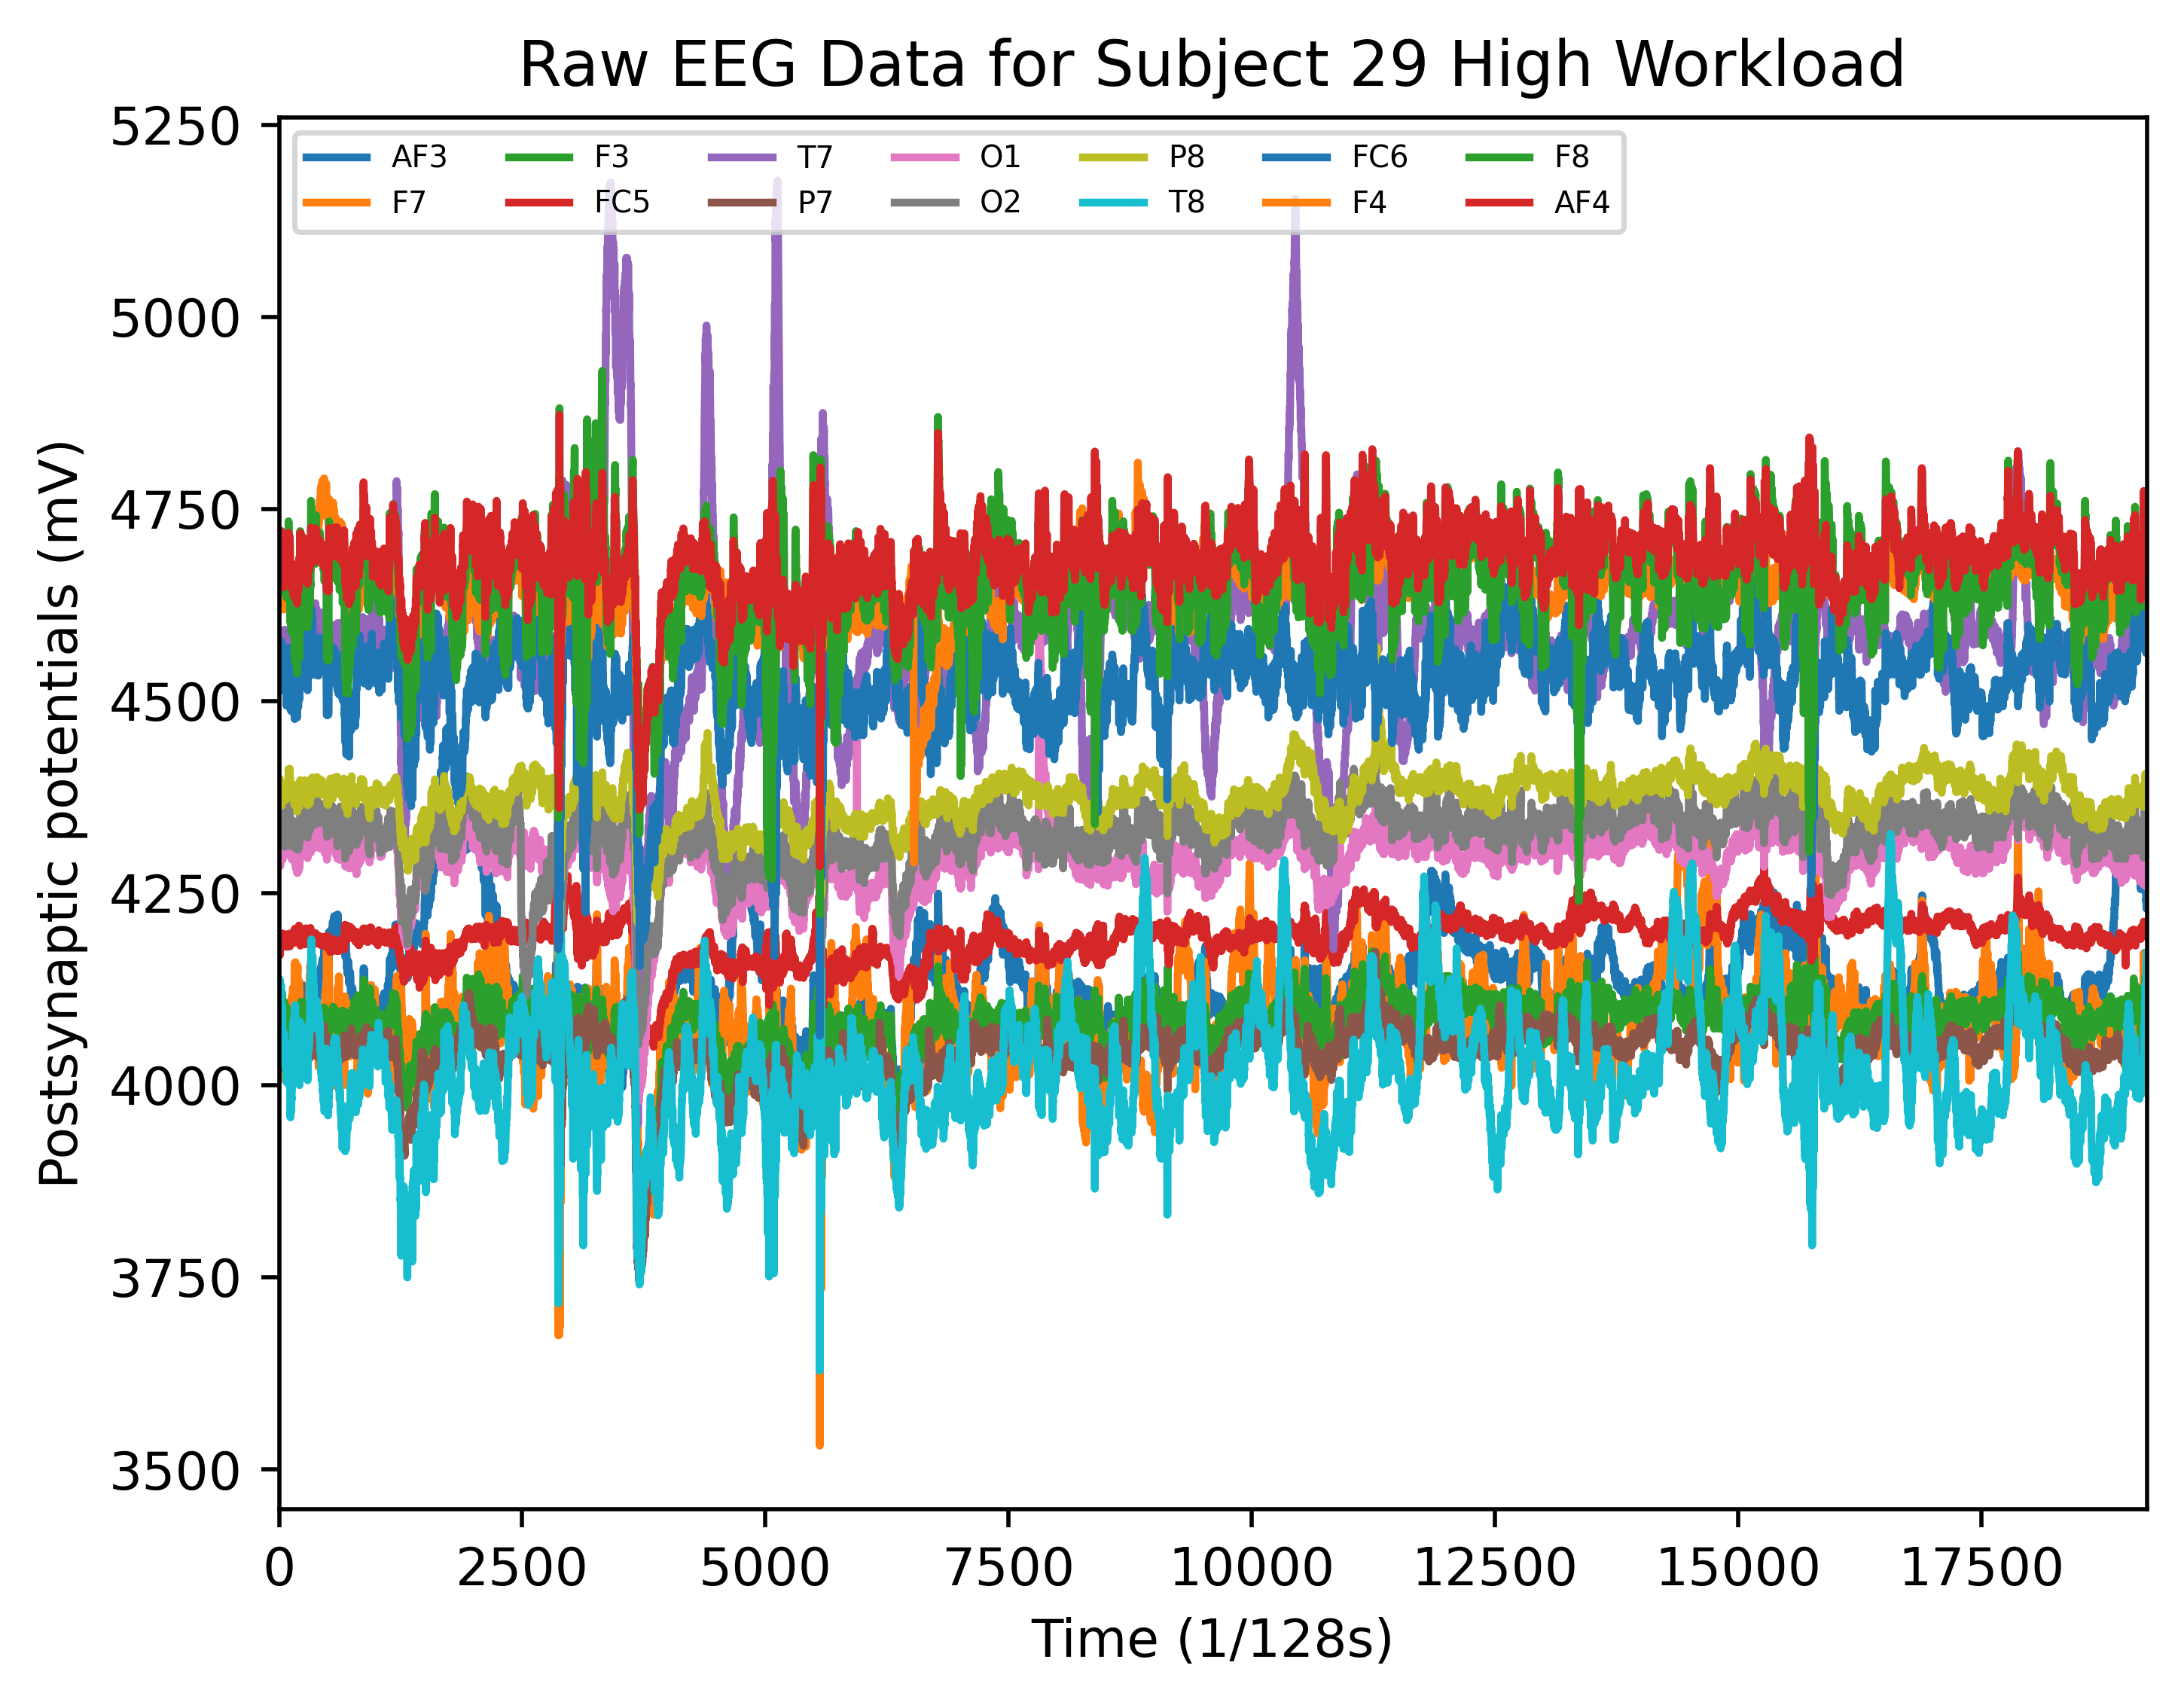 Raw EEG Data for Subject 29 High Workload
AF3 F3 T7 O1 P8 FC6 F8
F7 FC5 P7 O2 T8 F4 AF4
5250
5000
4750
4500
4250
4000
3750
3500
Postsynaptic potentials (mV)
0 2500 5000 7500 10000 12500 15000 17500
Time (1/128s)